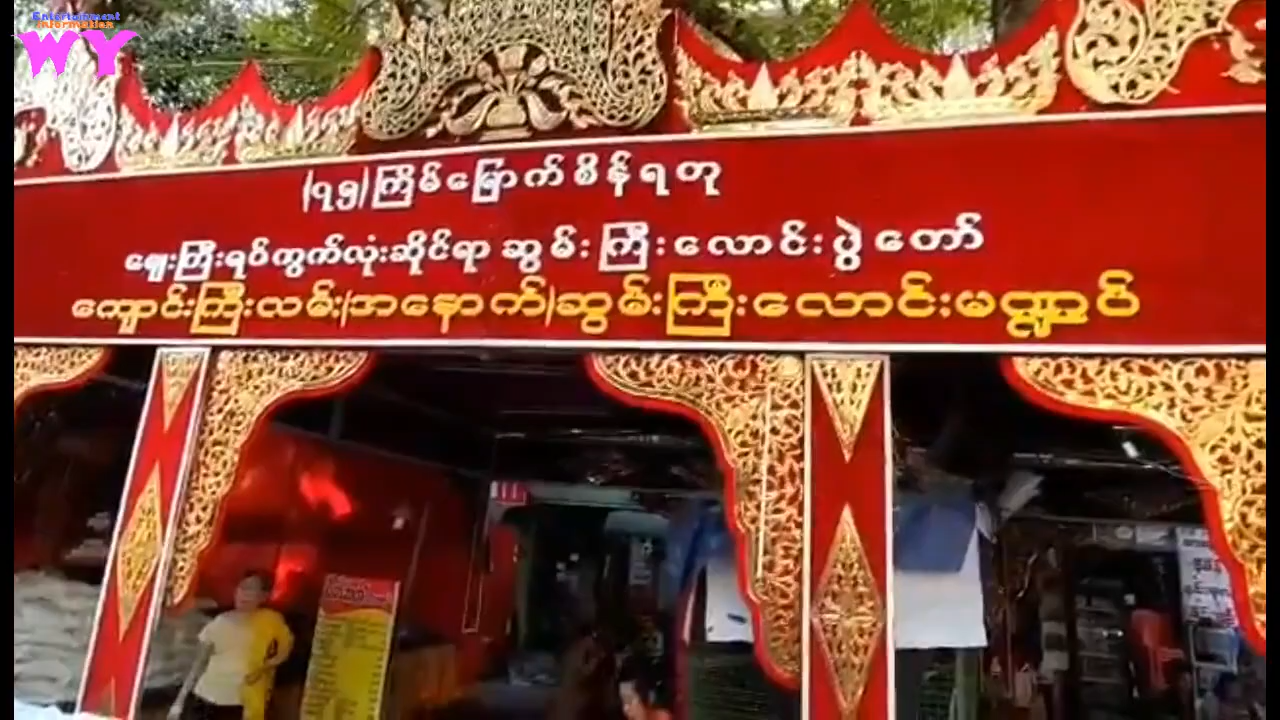 Entertainment
Information
WY
(၇၅)ကြိမ်မြောက်စိန်ရတု
ဈေးကြီးရပ်ကွက်လုံးဆိုင်ရာ ဆွမ်းကြီးလောင်းပွဲတော်
ကျောင်းကြီးလမ်း(အနောက်)ဆွမ်းကြီးလောင်းမဏ္ဍပ်